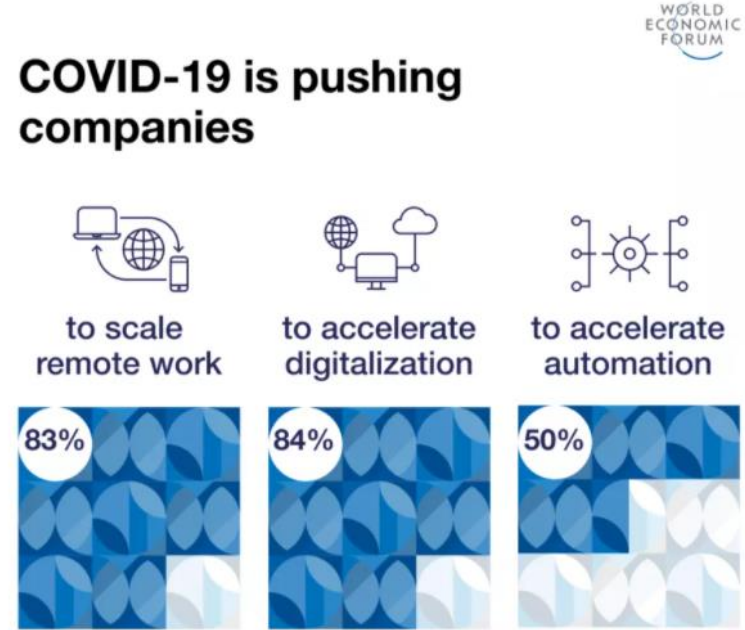 WORLD
ECONOMIC
FORUM
COVID-19 is pushing
companies
to scale
remote work
to accelerate
digitalization
to accelerate
automation
83%
84%
50%